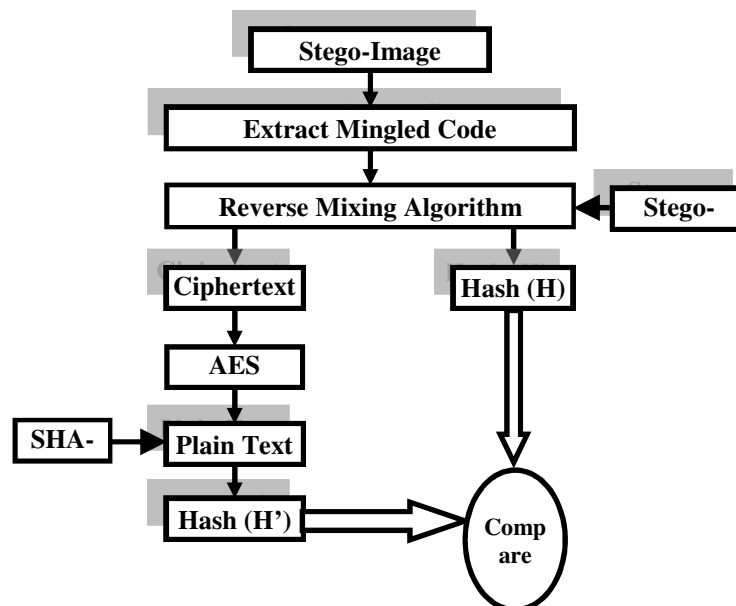 Stego-Image
Extract Mingled Code
Reverse Mixing Algorithm
Stego-
Ciphertext
Hash (H)
AES
SHA-
Plain Text
Hash (H’)
Comp
are